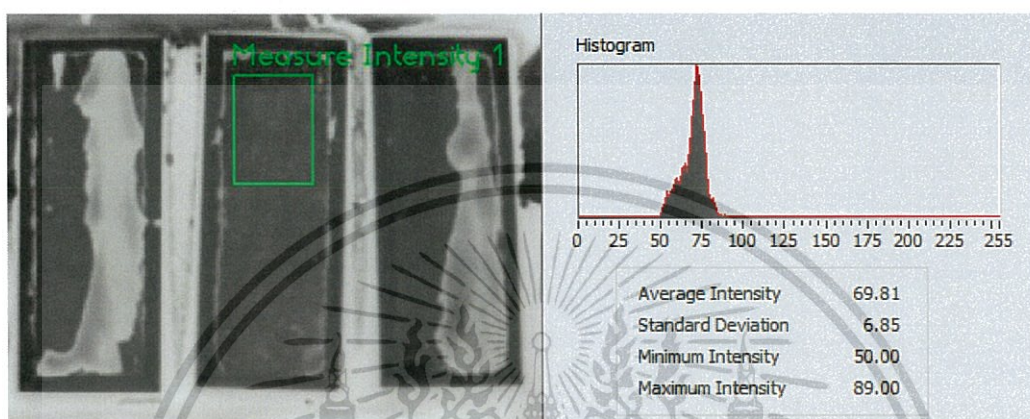 Measure Intensity 1
Histogram
0 25 50 75 100 125 150 175 200 225 255
Average Intensity 69.81
Standard Deviation 6.85
Minimum Intensity 50.00
Maximum Intensity 89.00